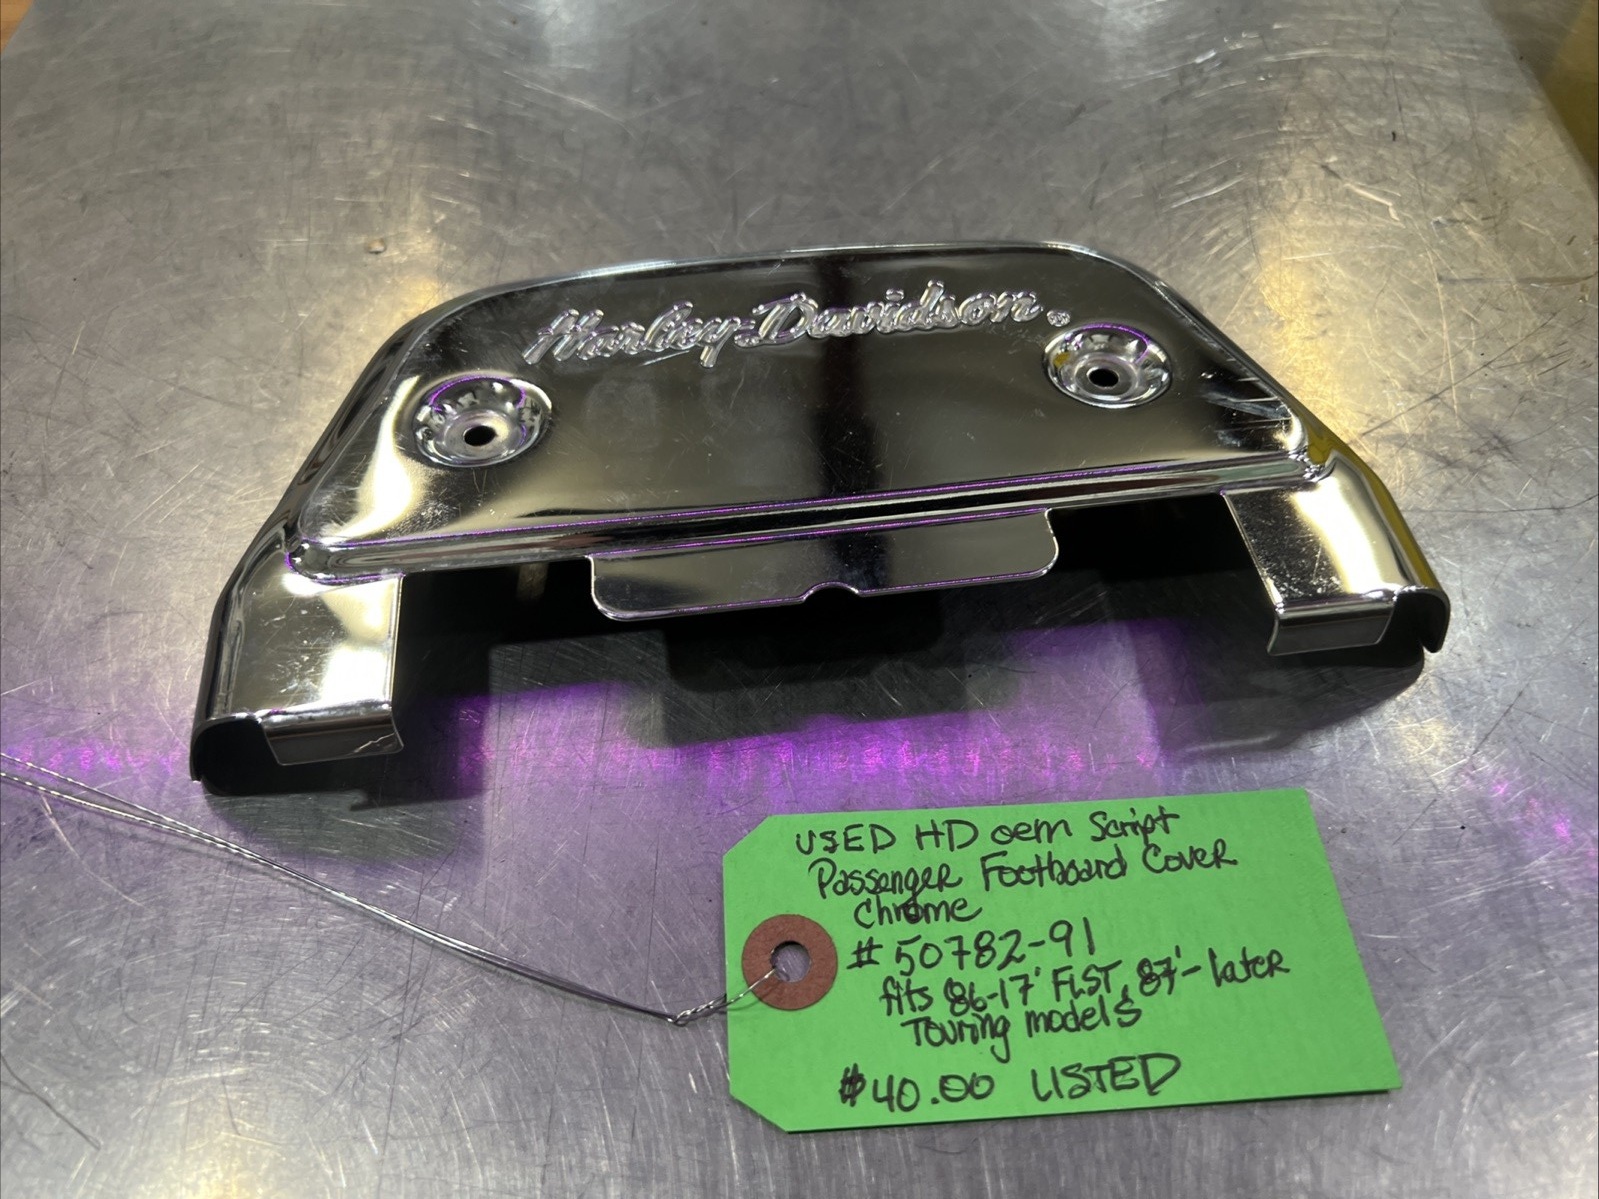 Harley-Davidson®
USED HD oem Script
Passenger Footboard Cover
Chrome
# 50782-91
fits '86-17' FLST, 87'- Later
Touring models
$40.00 LISTED